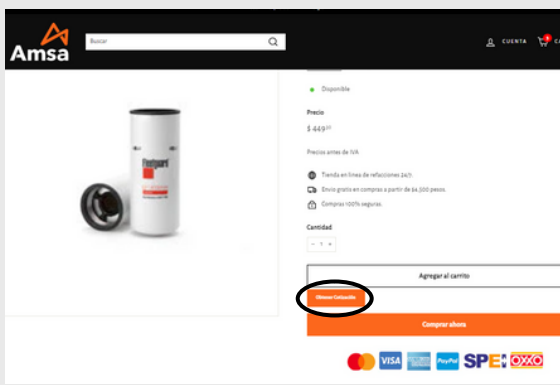 Amsa
Buscar
CUENTA
Disponible
Precio
$ 449
Precios antes de IVA
Tienda en línea de refacciones 24/7.
Envío gratis en compras a partir de $4,500 pesos.
Compras 100% seguras.
Cantidad
- 1 +
Agregar al carrito
Obtener Cotización
Comprar ahora
Fleetguard
VISA
PayPal
SPEI
OXXO